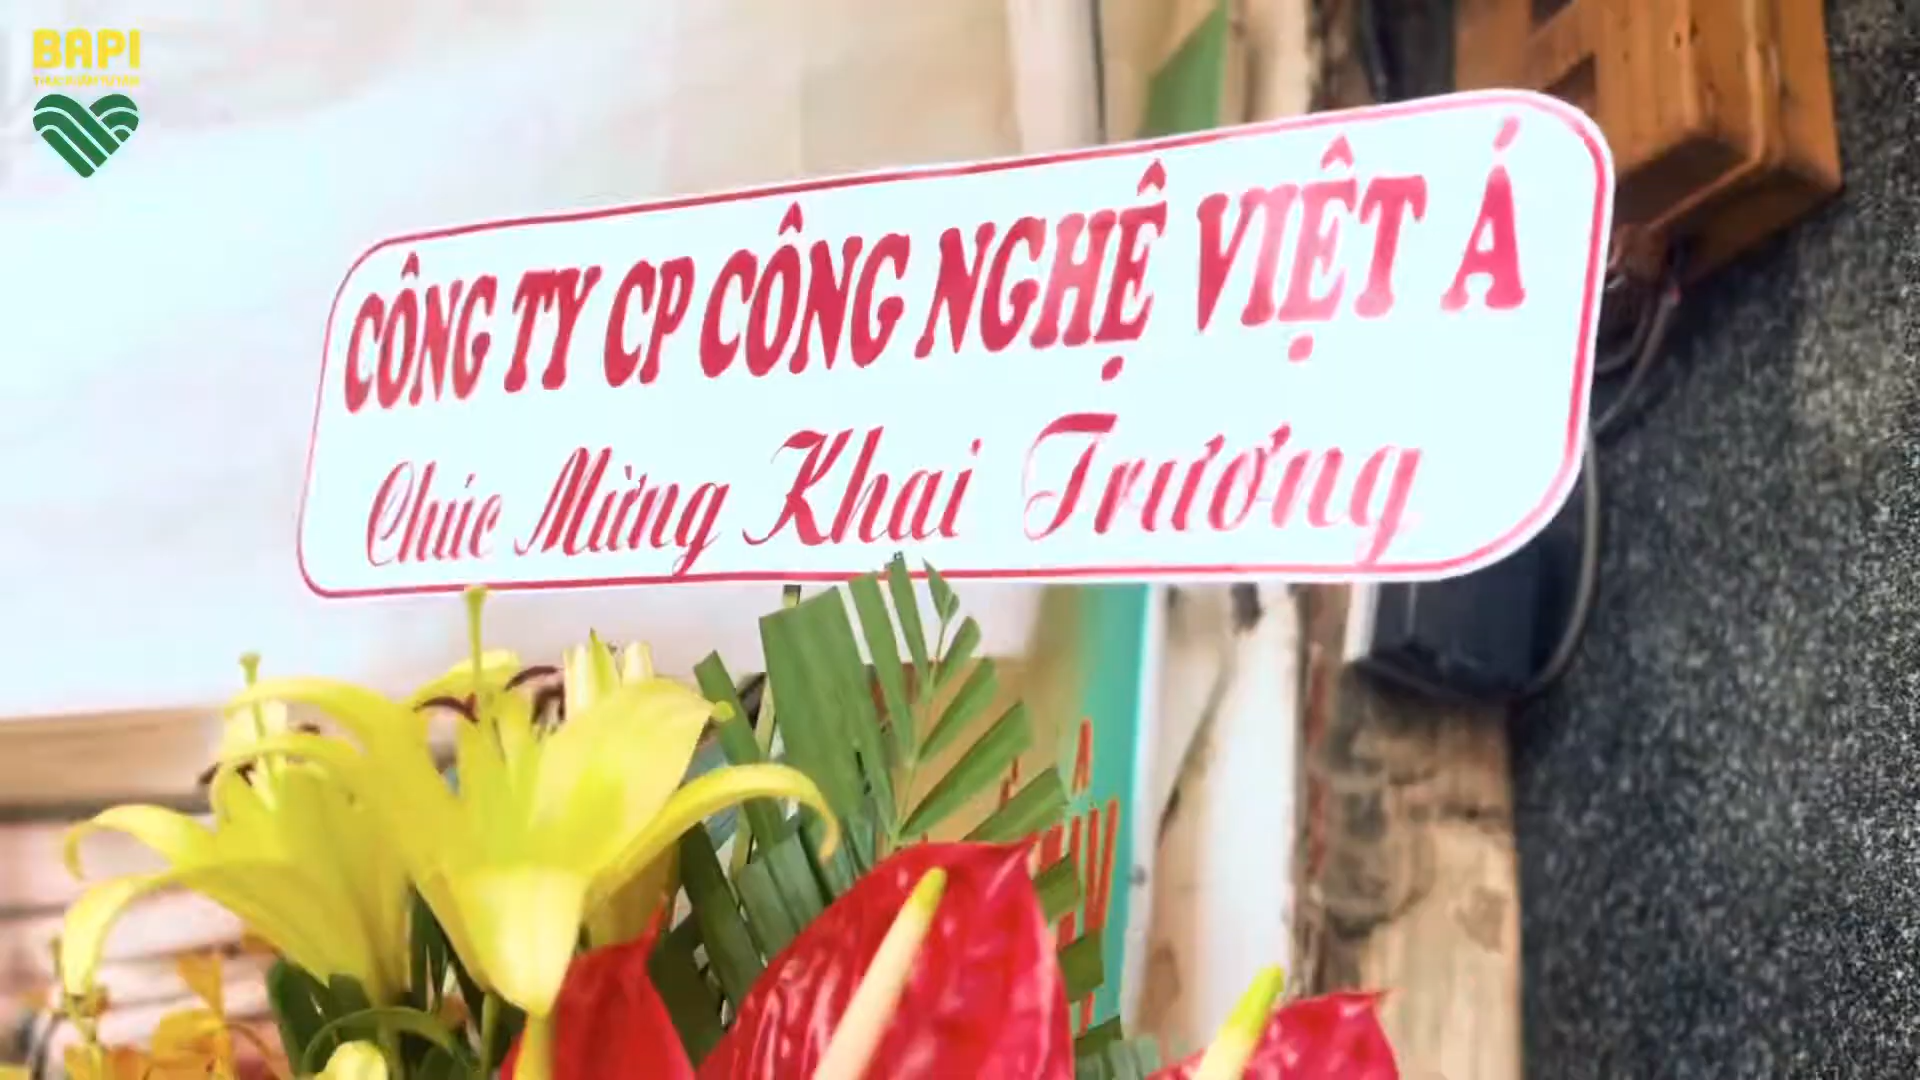 BAPI
CÔNG TY CP CÔNG NGHỆ VIỆT Á
Chúc Mừng Khai Trương